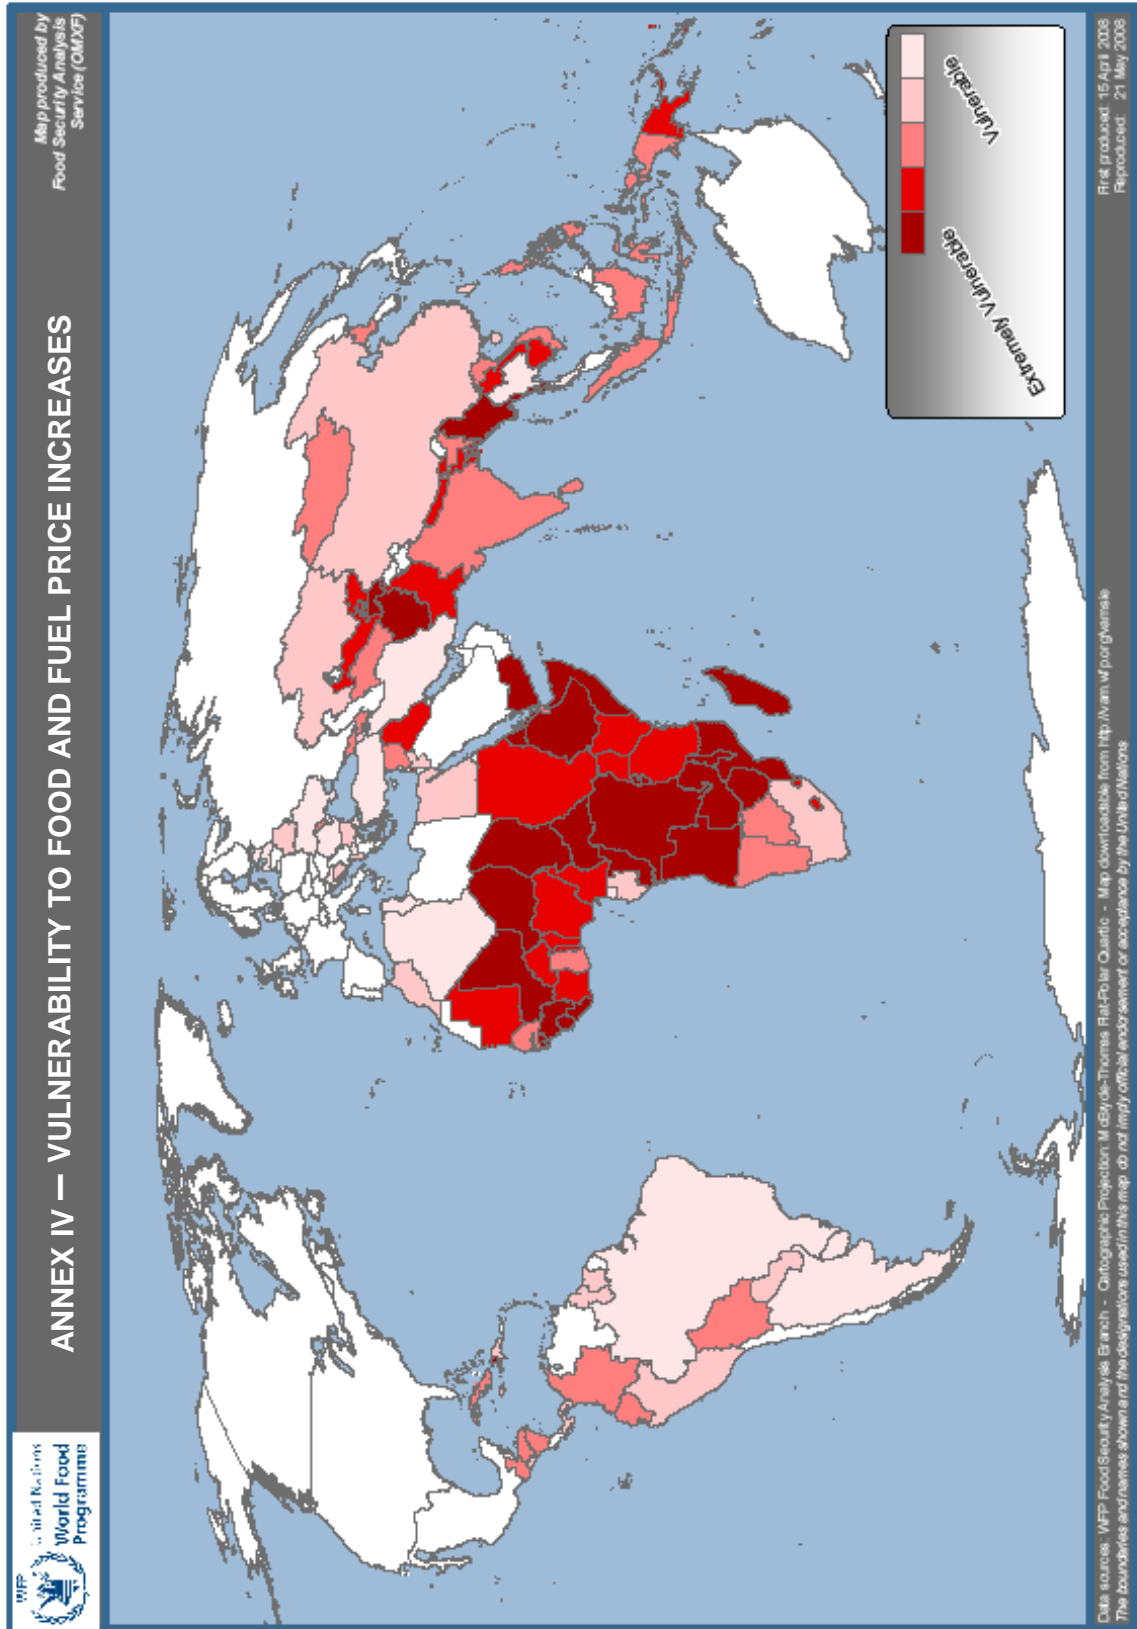 WFP
United Nations
World Food
Programme
ANNEX IV — VULNERABILITY TO FOOD AND FUEL PRICE INCREASES
Map produced by
Food Security Analysis
Service (OMXF)
Vulnerable
Extremely Vulnerable
Data sources: WFP Food Security Analysis Branch - Cartographic Projection: McBryde-Thomas Flat-Polar Quartic - Map downloadable from http://vam.wfp.org/vamsie
The boundaries and names shown and the designations used in this map do not imply official endorsement or acceptance by the United Nations
First produced: 15 April 2008
Reproduced: 21 May 2008